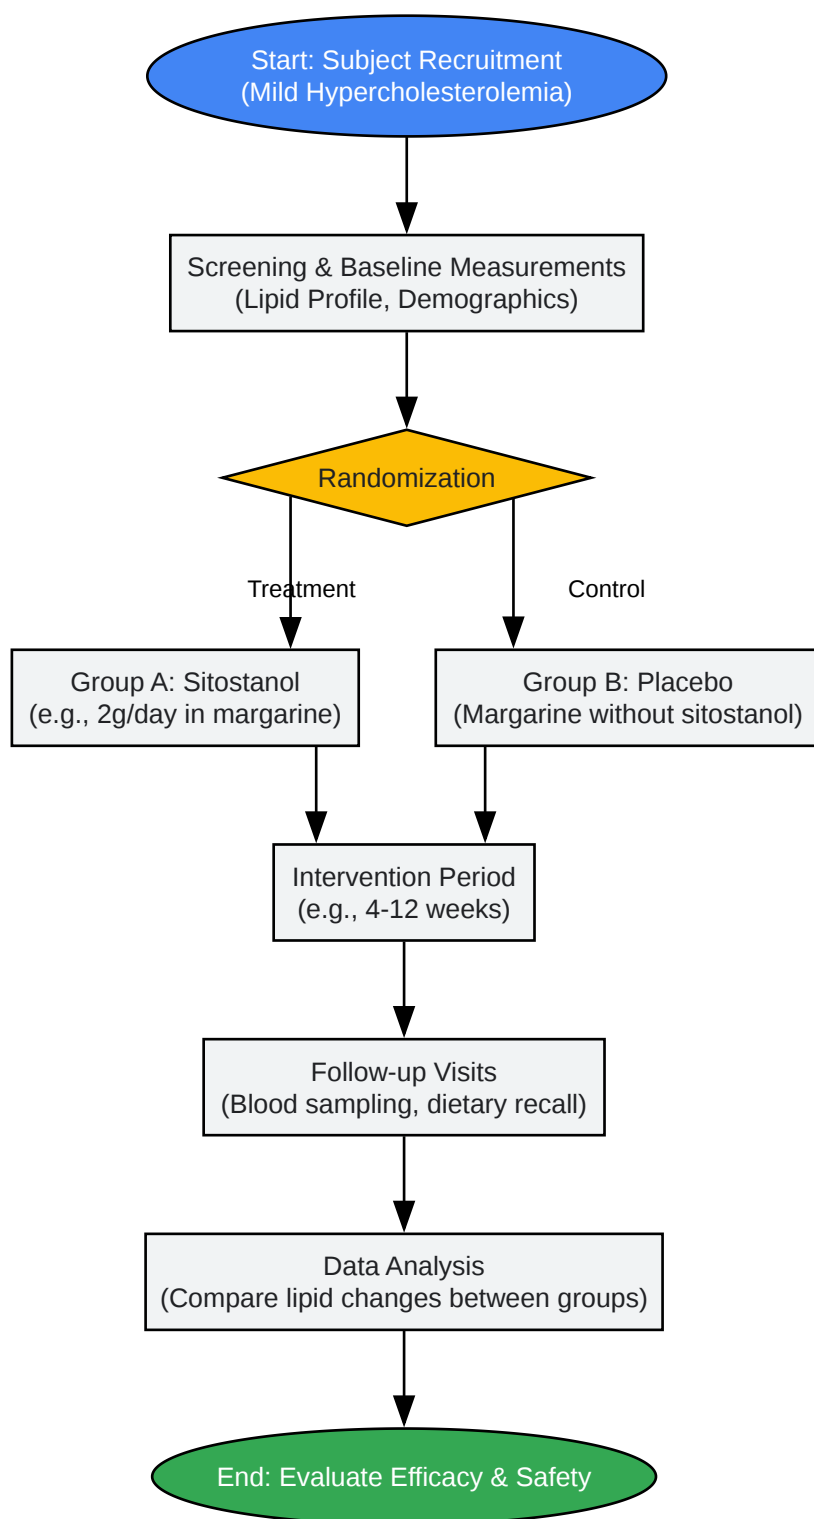 Start: Subject Recruitment
(Mild Hypercholesterolemia)
Screening & Baseline Measurements
(Lipid Profile, Demographics)
Randomization
Treatment
Control
Group A: Sitostanol
(e.g., 2g/day in margarine)
Group B: Placebo
(Margarine without sitostanol)
Intervention Period
(e.g., 4-12 weeks)
Follow-up Visits
(Blood sampling, dietary recall)
Data Analysis
(Compare lipid changes between groups)
End: Evaluate Efficacy & Safety